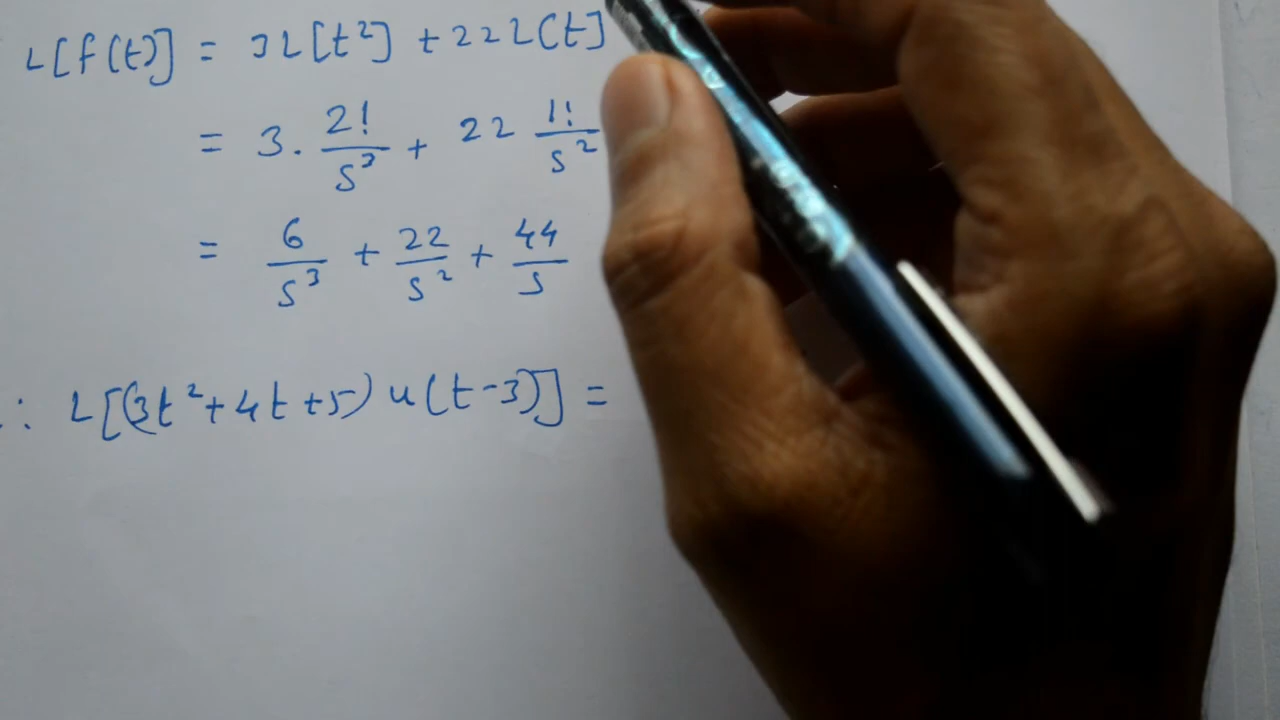 L[f(t)] = 3L[t²] + 22L[t]
= 3. 2!/s³ + 22 1!/s²
= 6/s³ + 22/s² + 44/s
∴ L[(3t²+4t+5) u(t-3)] =